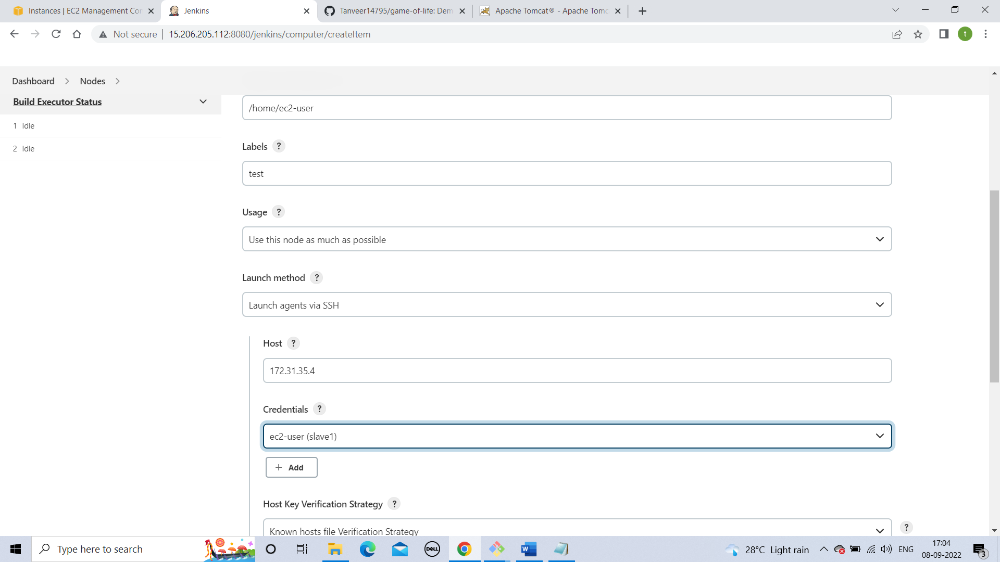 Instances | EC2 Management Con
Jenkins
Tanveer14795/game-of-life: Dem
Apache Tomcat® - Apache Tomc
Not secure
15.206.205.112:8080/jenkins/computer/createItem
t
Dashboard
Nodes
Build Executor Status
1 Idle
2 Idle
/home/ec2-user
Labels ?
test
Usage ?
Use this node as much as possible
Launch method ?
Launch agents via SSH
Host ?
172.31.35.4
Credentials ?
ec2-user (slave1)
+ Add
Host Key Verification Strategy ?
Known hosts file Verification Strategy
?
Type here to search
DELL
W
28°C Light rain
ENG
17:04
08-09-2022
3